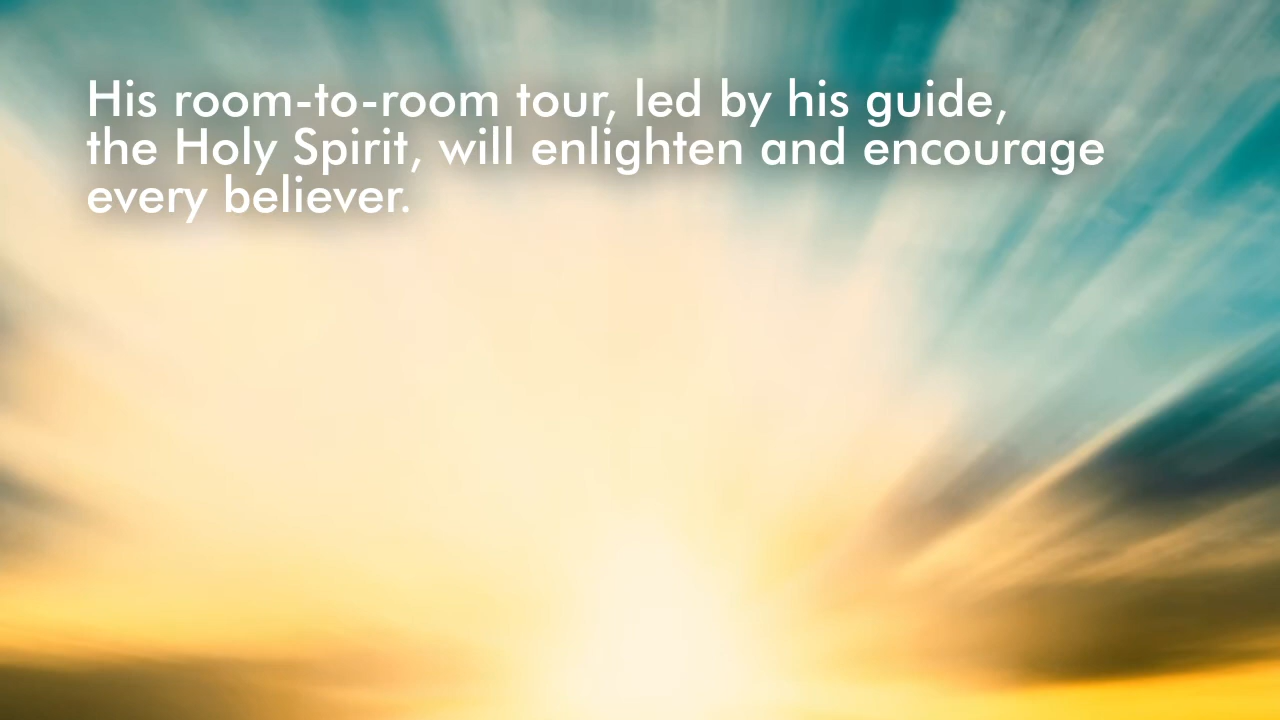 His room-to-room tour, led by his guide,
the Holy Spirit, will enlighten and encourage
every believer.